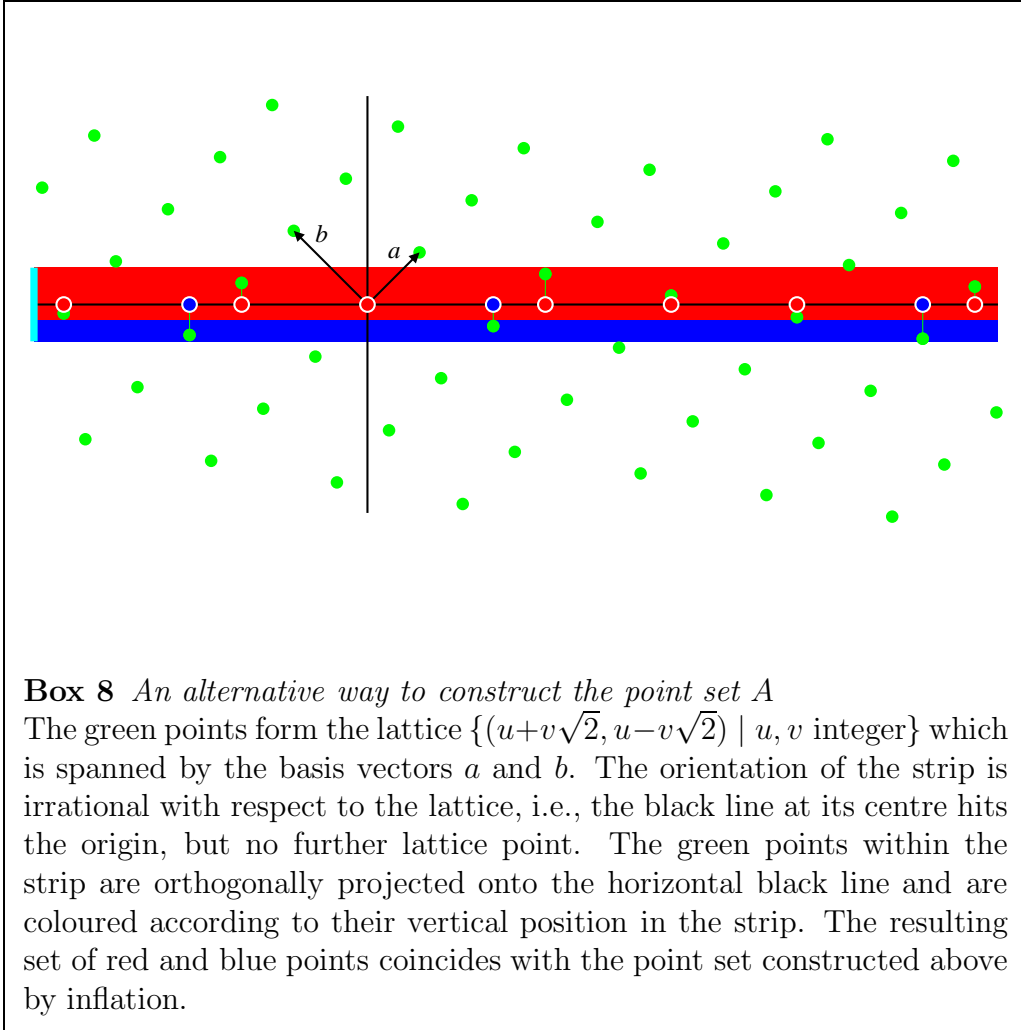 b
a
Box 8 An alternative way to construct the point set A
The green points form the lattice {(u+v√2, u−v√2) | u, v integer} which
is spanned by the basis vectors a and b. The orientation of the strip is
irrational with respect to the lattice, i.e., the black line at its centre hits
the origin, but no further lattice point. The green points within the
strip are orthogonally projected onto the horizontal black line and are
coloured according to their vertical position in the strip. The resulting
set of red and blue points coincides with the point set constructed above
by inflation.